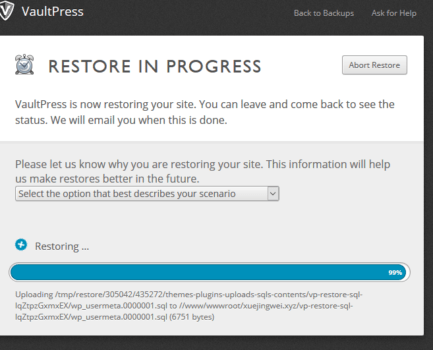 VaultPress
Back to Backups
Ask for Help
RESTORE IN PROGRESS
Abort Restore
VaultPress is now restoring your site. You can leave and come back to see the
status. We will email you when this is done.
Please let us know why you are restoring your site. This information will help
us make restores better in the future.
Select the option that best describes your scenario
Restoring ...
99%
Uploading /tmp/restore/305042/435272/themes-plugins-uploads-sqls-contents/vp-restore-sql-
IqZtpzGxmxEX/wp_usermeta.0000001.sql to //www/wwwroot/xuejingwei.xyz/vp-restore-sql-
IqZtpzGxmxEX/wp_usermeta.0000001.sql (6751 bytes)